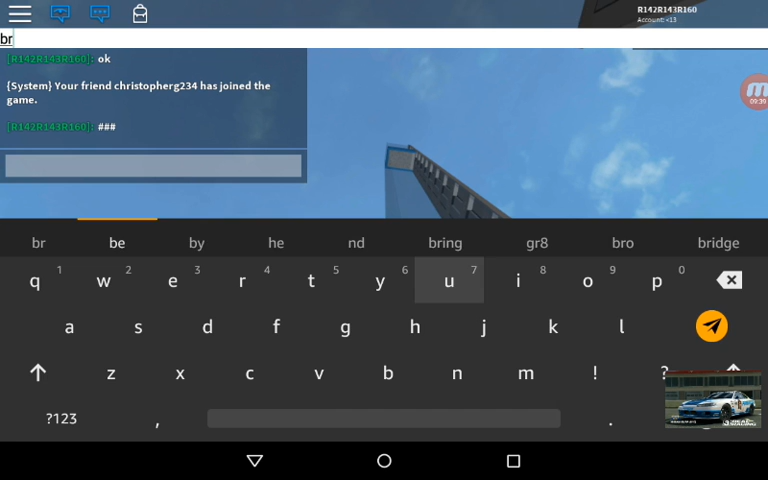 R142R143R160
Account: <13
br
[R142R143R160]: ok
{System} Your friend christopherg234 has joined the
game.
[R142R143R160]: ###
09:39
br be by he nd bring gr8 bro bridge
1 2 3 4 5 6 7 8 9 0
q w e r t y u i o p
a s d f g h j k l
z x c v b n m ! ?
?123 , .